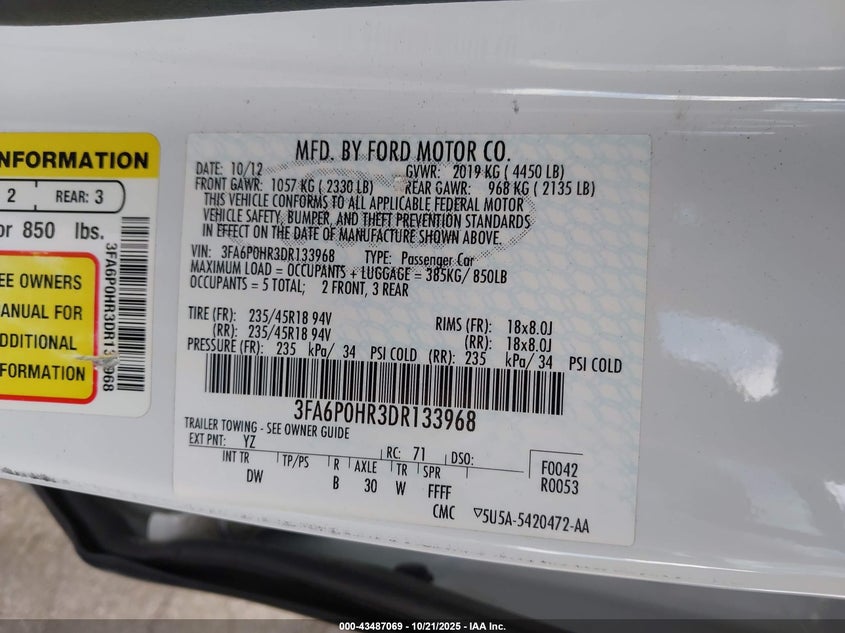 NFORMATION
2 REAR: 3
or 850 lbs.
EE OWNERS
MANUAL FOR
DDITIONAL
NFORMATION
3FA6P0HR3DR133968
MFD. BY FORD MOTOR CO.
DATE: 10/12 GVWR: 2019 KG ( 4450 LB)
FRONT GAWR: 1057 KG ( 2330 LB) REAR GAWR: 968 KG ( 2135 LB)
THIS VEHICLE CONFORMS TO ALL APPLICABLE FEDERAL MOTOR
VEHICLE SAFETY, BUMPER, AND THEFT PREVENTION STANDARDS
IN EFFECT ON THE DATE OF MANUFACTURE SHOWN ABOVE.
VIN: 3FA6P0HR3DR133968 TYPE: Passenger Car
MAXIMUM LOAD = OCCUPANTS + LUGGAGE = 385KG/ 850LB
OCCUPANTS = 5 TOTAL; 2 FRONT, 3 REAR
TIRE (FR): 235/45R18 94V RIMS (FR): 18x8.0J
(RR): 235/45R18 94V (RR): 18x8.0J
PRESSURE (FR): 235 kPa/ 34 PSI COLD (RR): 235 kPa/ 34 PSI COLD
3FA6P0HR3DR133968
TRAILER TOWING - SEE OWNER GUIDE
EXT PNT: YZ RC: 71 DSO: F0042
INT TR TP/PS R AXLE TR SPR R0053
DW B 30 W FFFF
CMC ▽5U5A-5420472-AA
000-43487069 - 10/21/2025 - IAA Inc.